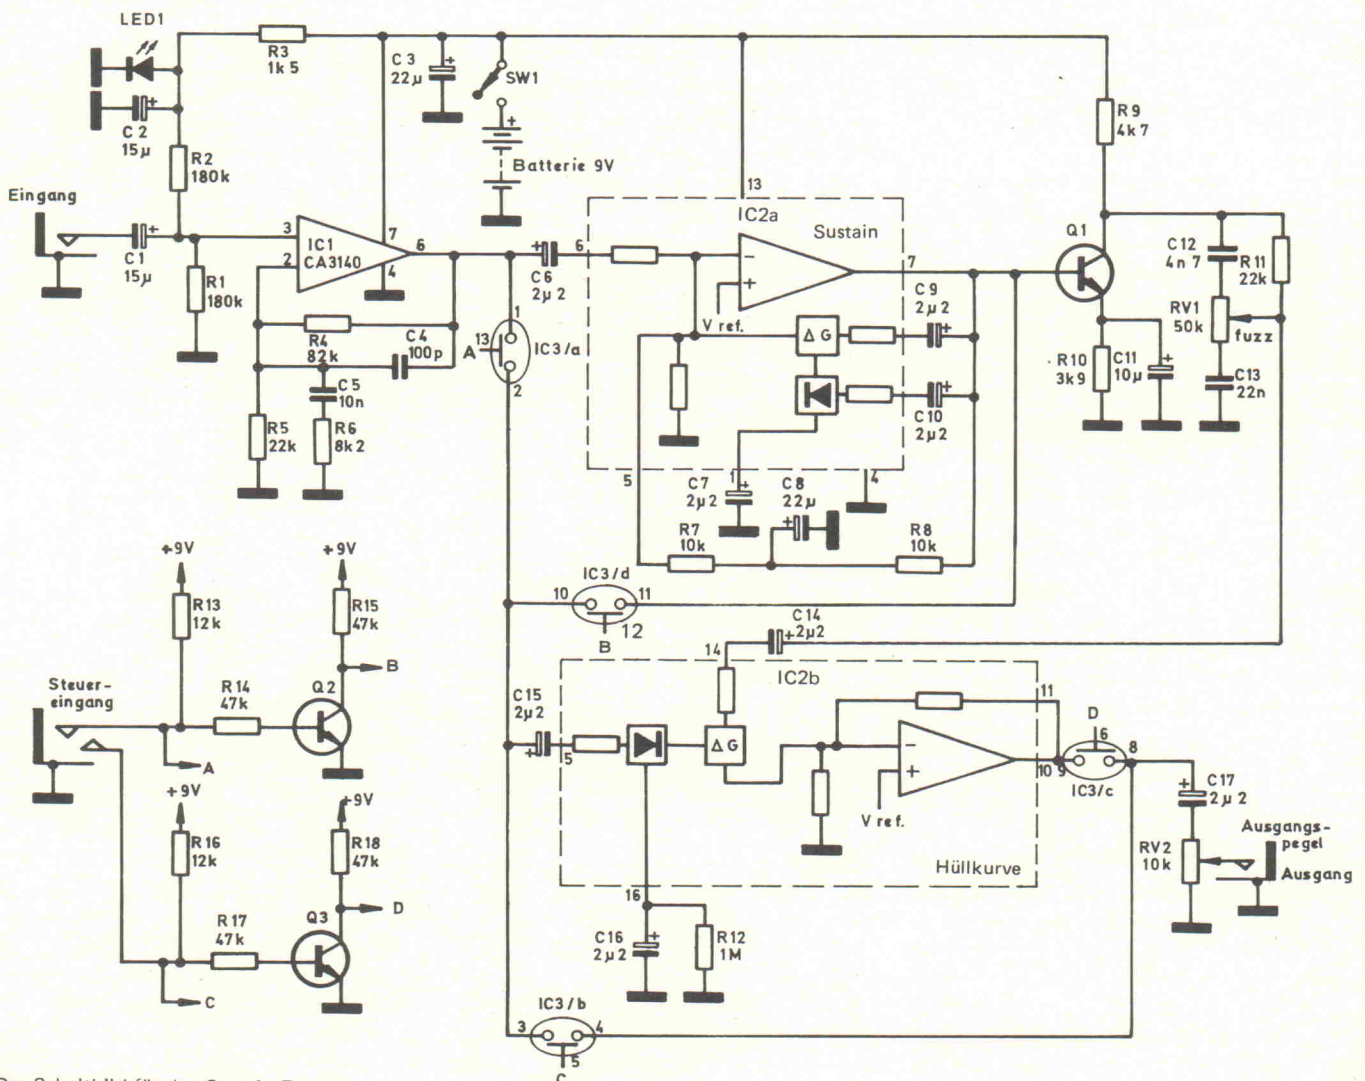 LED1
R3
1k5
C3
22µ
+
SW1
+
Batterie 9V
R9
4k7
+
C2
15µ
R2
180k
Eingang
+
C1
15µ
R1
180k
3
2
IC1
CA3140
7
4
6
R4
82k
C4
100p
C5
10n
R5
22k
R6
8k2
1
13
A
IC3/a
2
+
C6
2µ2
6
13
IC2a
Sustain
−
+
V ref.
7
ΔG
C9
2µ2
+
C10
2µ2
+
5
1
4
C7
2µ2
+
C8
22µ
+
R7
10k
R8
10k
Q1
R10
3k9
C11
10µ
+
C12
4n7
R11
22k
RV1
50k
fuzz
C13
22n
IC3/d
10
11
12
B
C14
2µ2
+
14
IC2b
C15
2µ2
+
5
ΔG
−
+
V ref.
11
10
9
D
6
8
IC3/c
Hüllkurve
16
C16
2µ2
+
R12
1M
C17
2µ2
+
RV2
10k
Ausgangs-
pegel
Ausgang
IC3/b
3
4
5
C
+9V
+9V
R13
12k
R15
47k
B
Steuer-
eingang
R14
47k
Q2
A
+9V
+9V
R16
12k
R18
47k
R17
47k
Q3
D
C